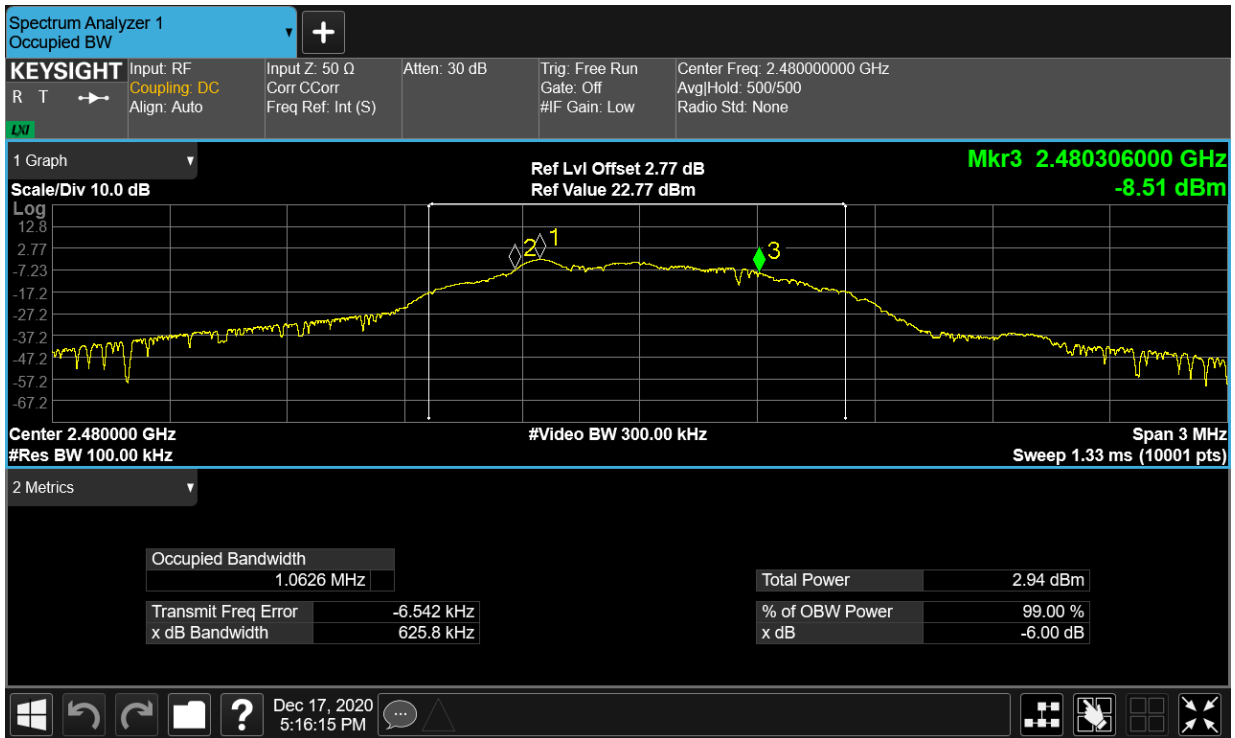 Spectrum Analyzer 1
Occupied BW
KEYSIGHT
R T
LXI
Input: RF
Coupling: DC
Align: Auto
Input Z: 50 Ω
Corr CCorr
Freq Ref: Int (S)
Atten: 30 dB
Trig: Free Run
Gate: Off
#IF Gain: Low
Center Freq: 2.480000000 GHz
Avg|Hold: 500/500
Radio Std: None
1 Graph
Scale/Div 10.0 dB
Ref Lvl Offset 2.77 dB
Ref Value 22.77 dBm
Mkr3 2.480306000 GHz
-8.51 dBm
Log
12.8
2.77
-7.23
-17.2
-27.2
-37.2
-47.2
-57.2
-67.2
2
1
3
Center 2.480000 GHz
#Video BW 300.00 kHz
Span 3 MHz
#Res BW 100.00 kHz
Sweep 1.33 ms (10001 pts)
2 Metrics
Occupied Bandwidth
1.0626 MHz
Transmit Freq Error -6.542 kHz
x dB Bandwidth 625.8 kHz
Total Power 2.94 dBm
% of OBW Power 99.00 %
x dB -6.00 dB
?
Dec 17, 2020
5:16:15 PM